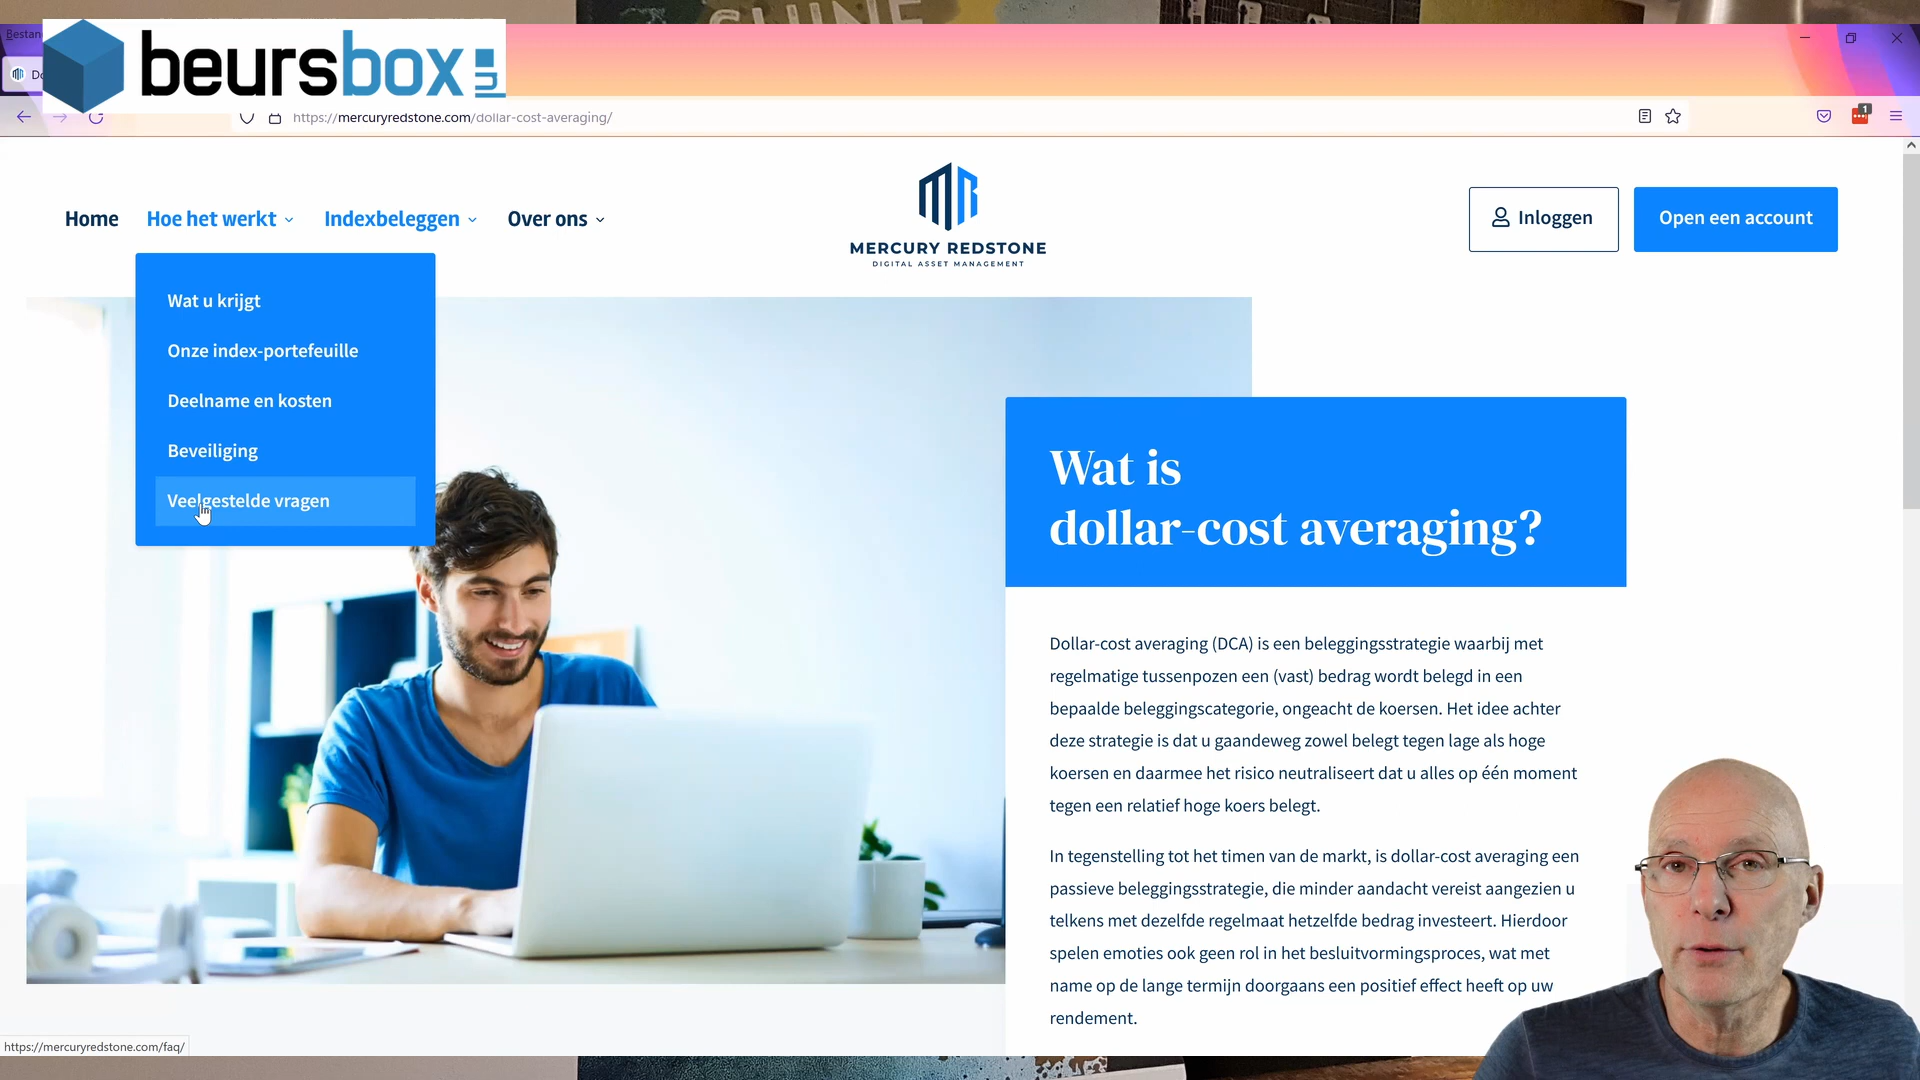 SHINE
Bestan
beursbox.nl
https://mercuryredstone.com/dollar-cost-averaging/
1
Home
Hoe het werkt
Indexbeleggen
Over ons
MERCURY REDSTONE
DIGITAL ASSET MANAGEMENT
Inloggen
Open een account
Wat u krijgt
Onze index-portefeuille
Deelname en kosten
Beveiliging
Veelgestelde vragen
Wat is
dollar-cost averaging?
Dollar-cost averaging (DCA) is een beleggingsstrategie waarbij met
regelmatige tussenpozen een (vast) bedrag wordt belegd in een
bepaalde beleggingscategorie, ongeacht de koersen. Het idee achter
deze strategie is dat u gaandeweg zowel belegt tegen lage als hoge
koersen en daarmee het risico neutraliseert dat u alles op één moment
tegen een relatief hoge koers belegt.
In tegenstelling tot het timen van de markt, is dollar-cost averaging een
passieve beleggingsstrategie, die minder aandacht vereist aangezien u
telkens met dezelfde regelmaat hetzelfde bedrag investeert. Hierdoor
spelen emoties ook geen rol in het besluitvormingsproces, wat met
name op de lange termijn doorgaans een positief effect heeft op uw
rendement.
https://mercuryredstone.com/faq/